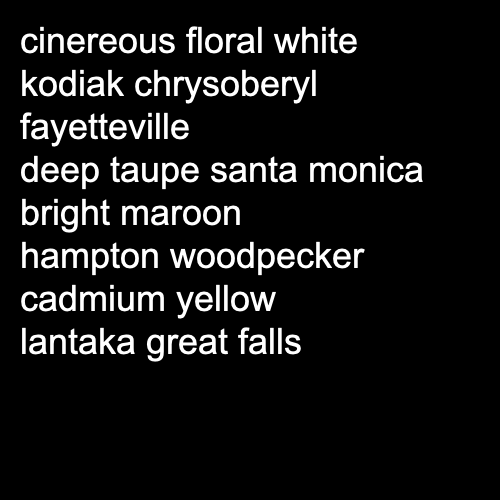 cinereous floral white
kodiak chrysoberyl
fayetteville
deep taupe santa monica
bright maroon
hampton woodpecker
cadmium yellow
lantaka great falls